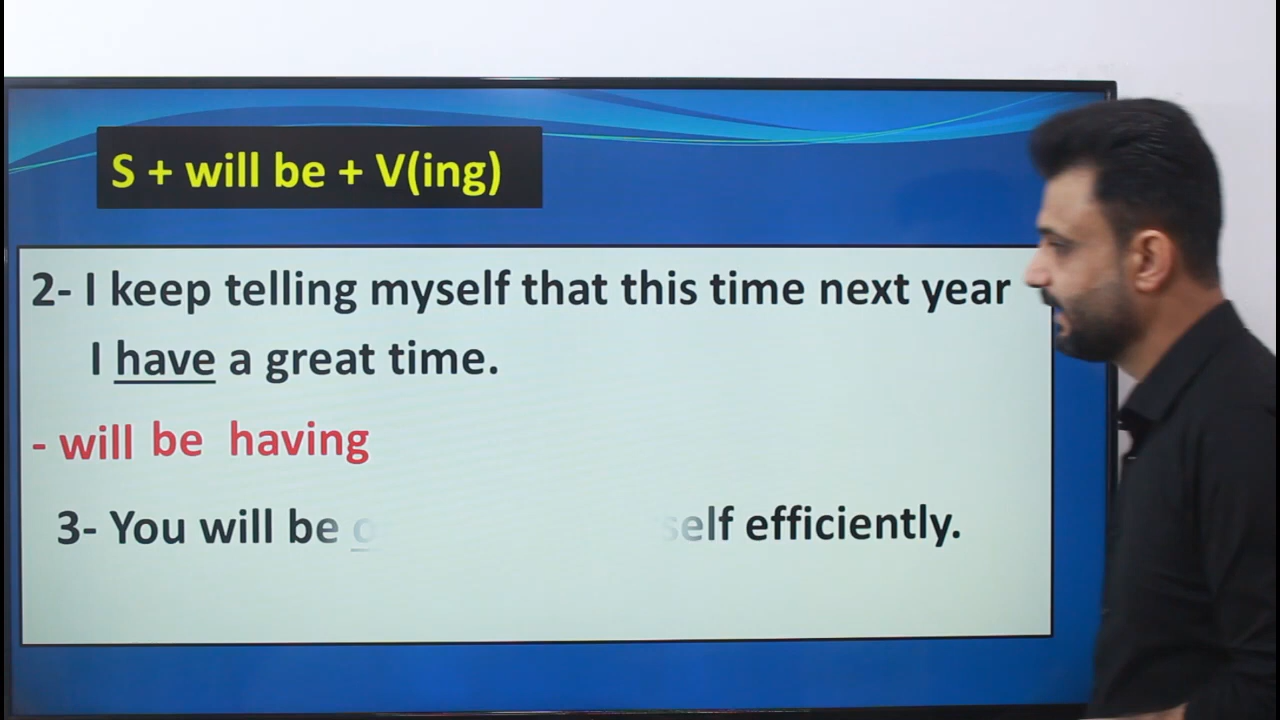 S + will be + V(ing)
2- I keep telling myself that this time next year
I have a great time.
- will be having
3- You will be self efficiently.